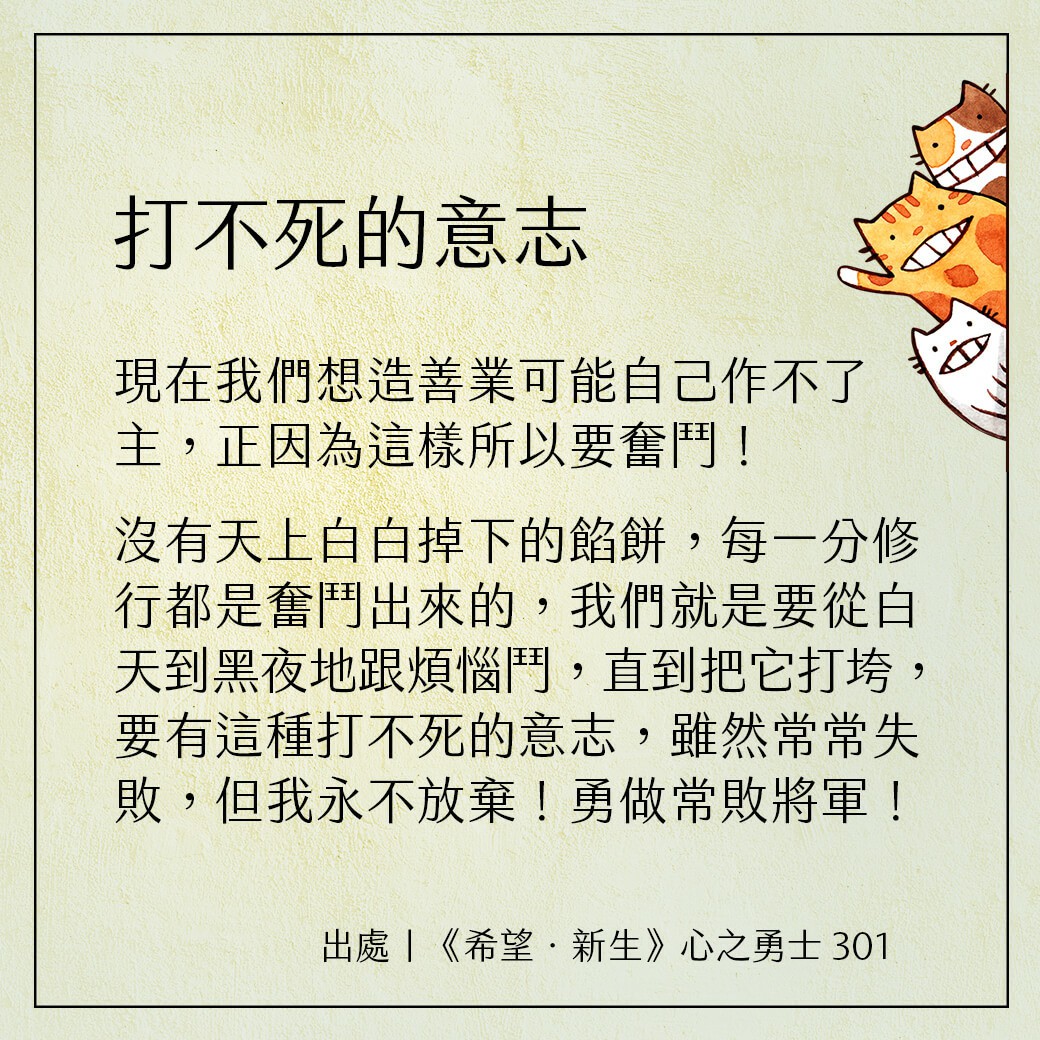 打不死的意志
現在我們想造善業可能自己作不了
主，正因為這樣所以要奮鬥！
沒有天上白白掉下的餡餅，每一分修
行都是奮鬥出來的，我們就是要從白
天到黑夜地跟煩惱鬥，直到把它打垮，
要有這種打不死的意志，雖然常常失
敗，但我永不放棄！勇做常敗將軍！
出處｜《希望．新生》心之勇士 301